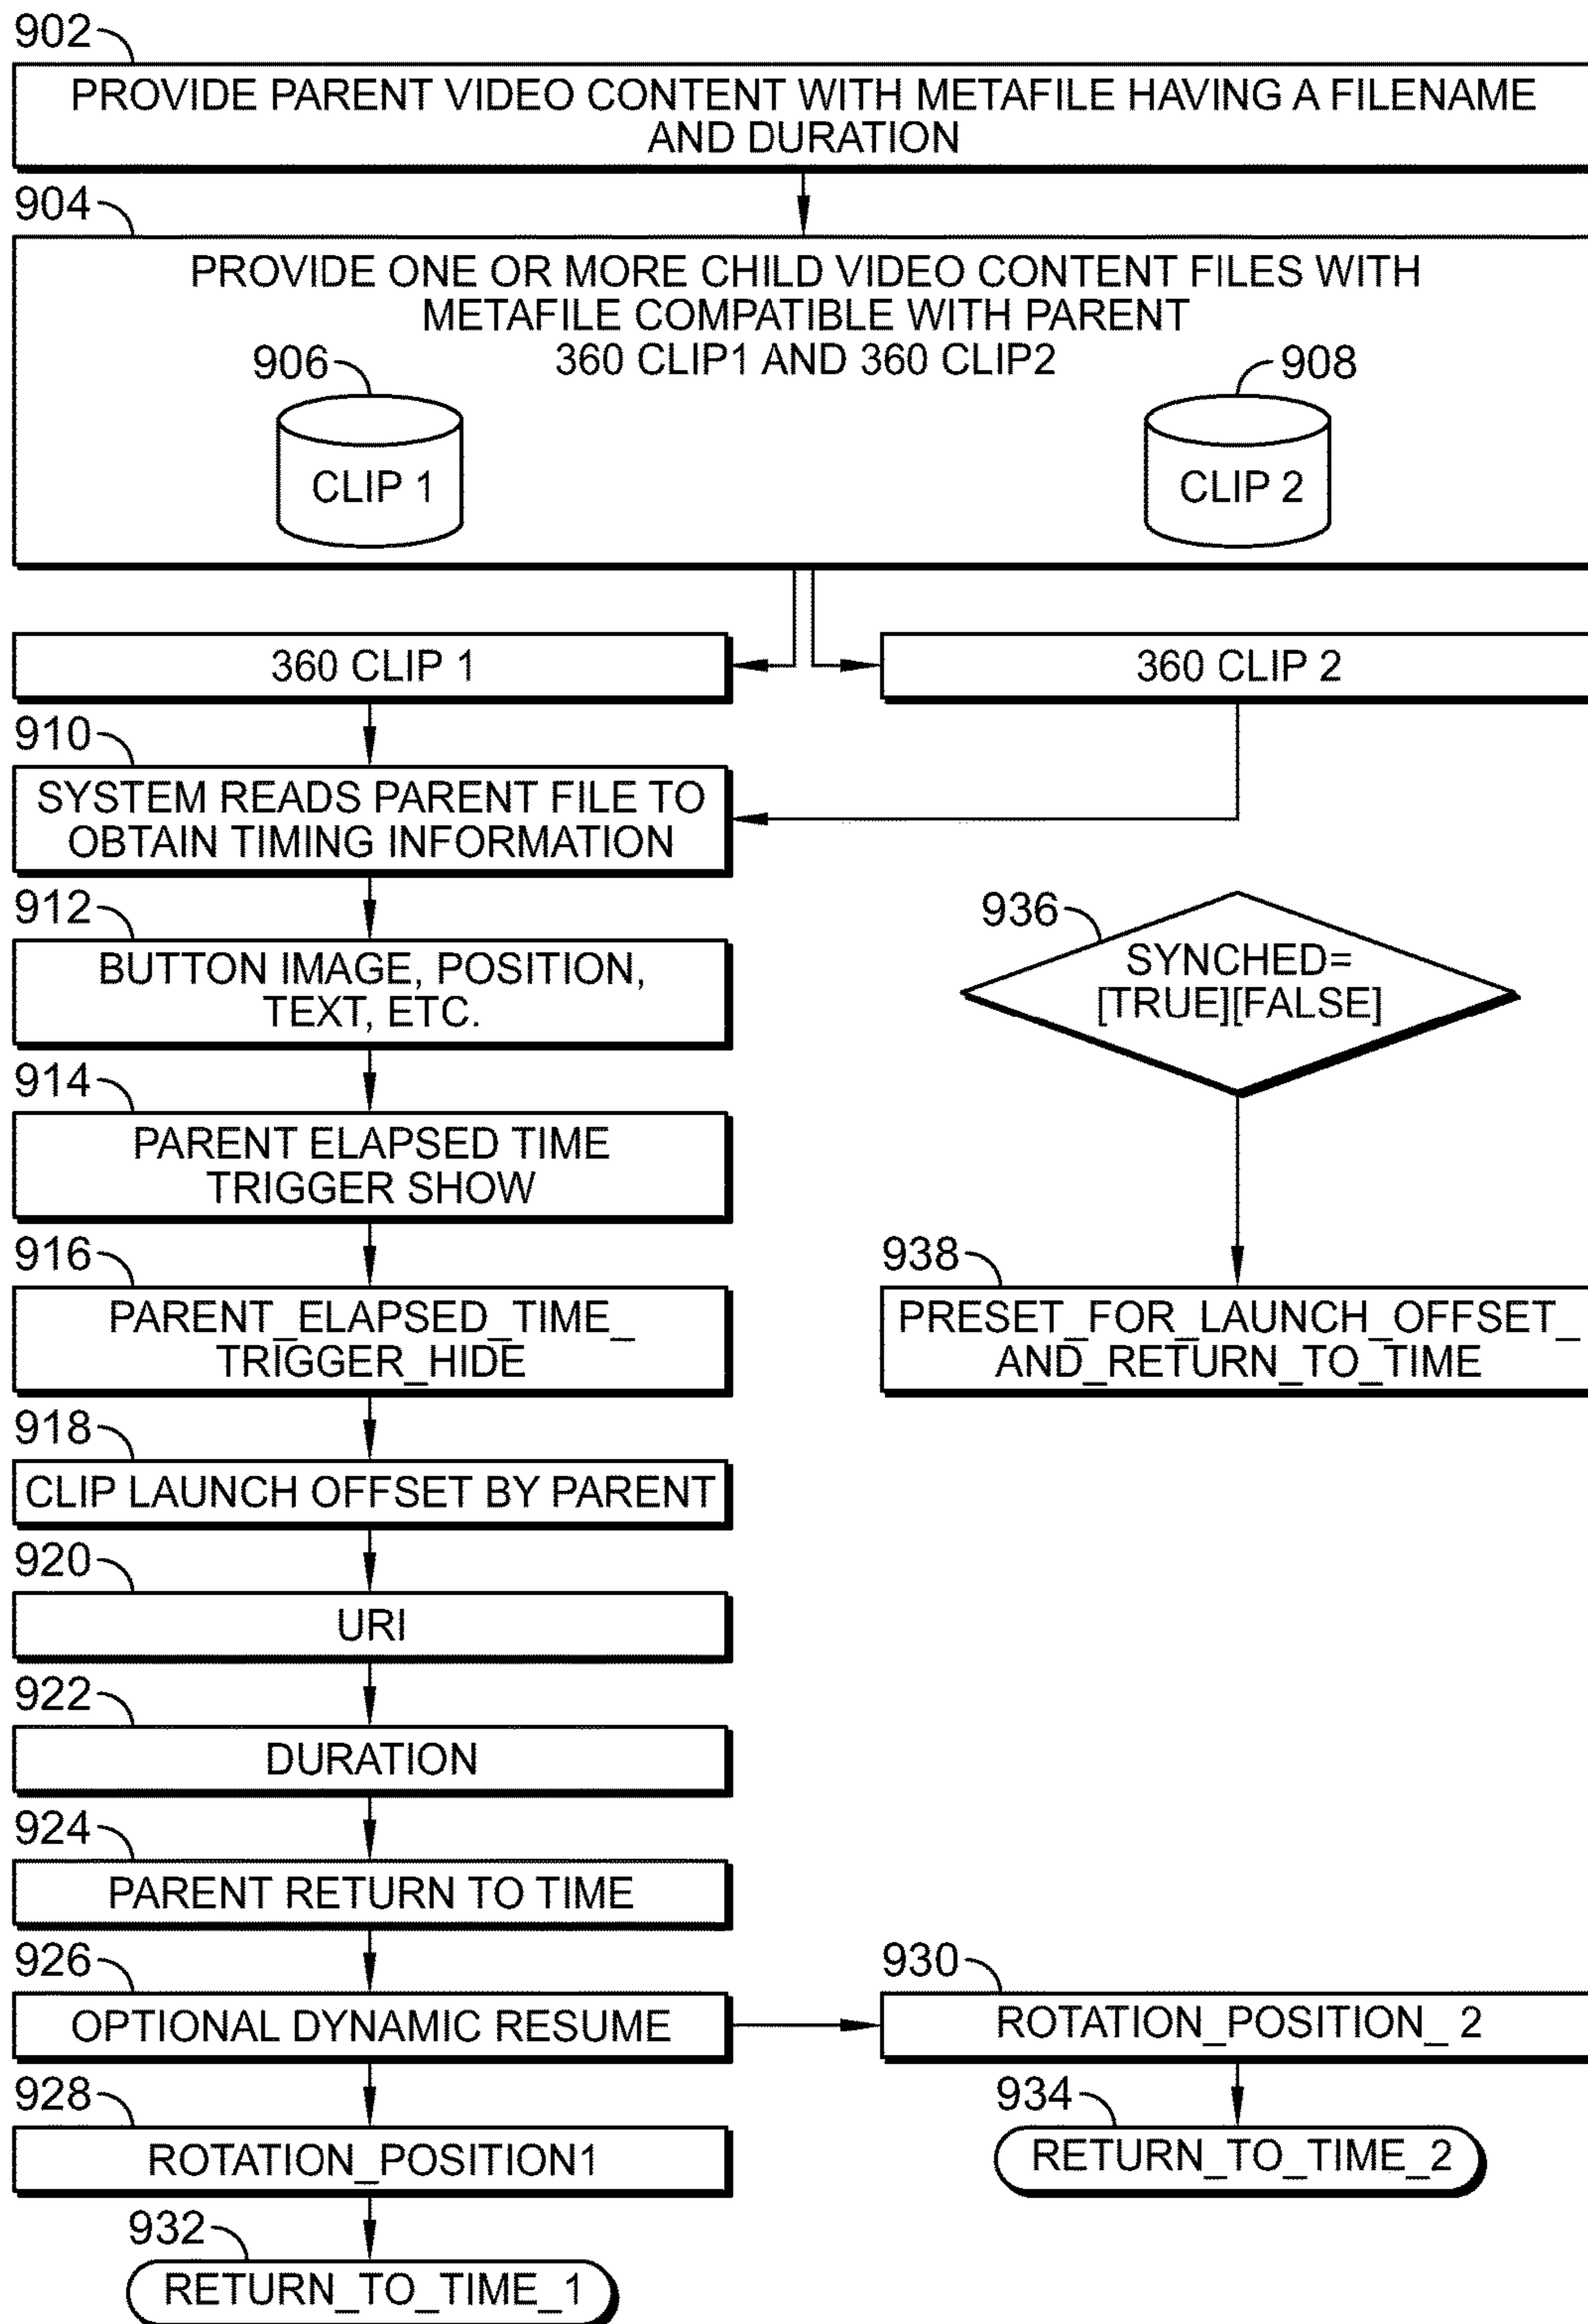 902
PROVIDE PARENT VIDEO CONTENT WITH METAFILE HAVING A FILENAME
AND DURATION
904
PROVIDE ONE OR MORE CHILD VIDEO CONTENT FILES WITH
METAFILE COMPATIBLE WITH PARENT
360 CLIP1 AND 360 CLIP2
906
908
CLIP 1
CLIP 2
360 CLIP 1
360 CLIP 2
910
SYSTEM READS PARENT FILE TO
OBTAIN TIMING INFORMATION
912
BUTTON IMAGE, POSITION,
TEXT, ETC.
936
SYNCHED=
[TRUE][FALSE]
914
PARENT ELAPSED TIME
TRIGGER SHOW
916
PARENT_ELAPSED_TIME_
TRIGGER_HIDE
938
PRESET_FOR_LAUNCH_OFFSET_
AND_RETURN_TO_TIME
918
CLIP LAUNCH OFFSET BY PARENT
920
URI
922
DURATION
924
PARENT RETURN TO TIME
926
OPTIONAL DYNAMIC RESUME
930
ROTATION_POSITION_ 2
928
ROTATION_POSITION1
934
RETURN_TO_TIME_2
932
RETURN_TO_TIME_1